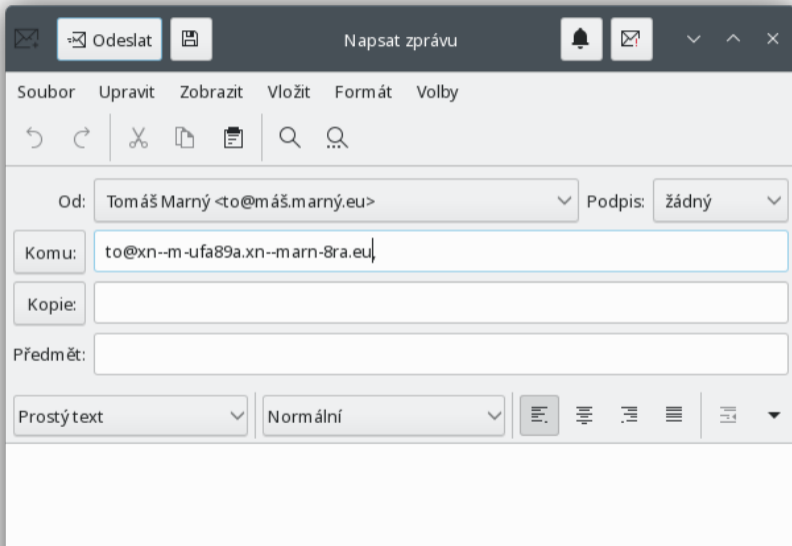 Odeslat
Napsat zprávu
Soubor Upravit Zobrazit Vložit Formát Volby
Od: Tomáš Marný <to@máš.marný.eu> Podpis: žádný
Komu: to@xn--m-ufa89a.xn--marn-8ra.eu,
Kopie:
Předmět:
Prostý text Normální